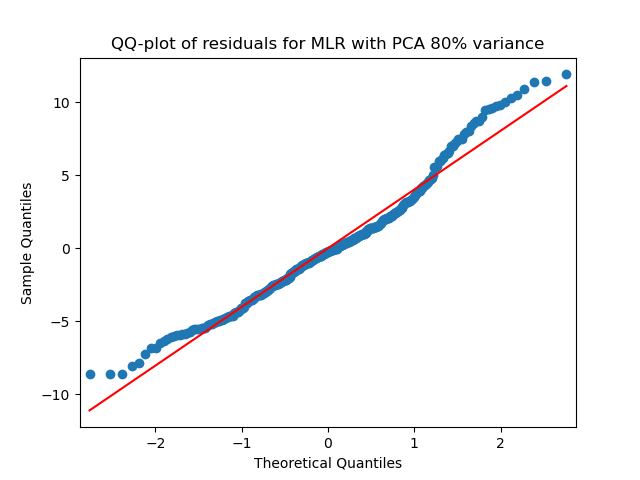 QQ-plot of residuals for MLR with PCA 80% variance
10
5
0
−5
−10
Sample Quantiles
−2 −1 0 1 2
Theoretical Quantiles